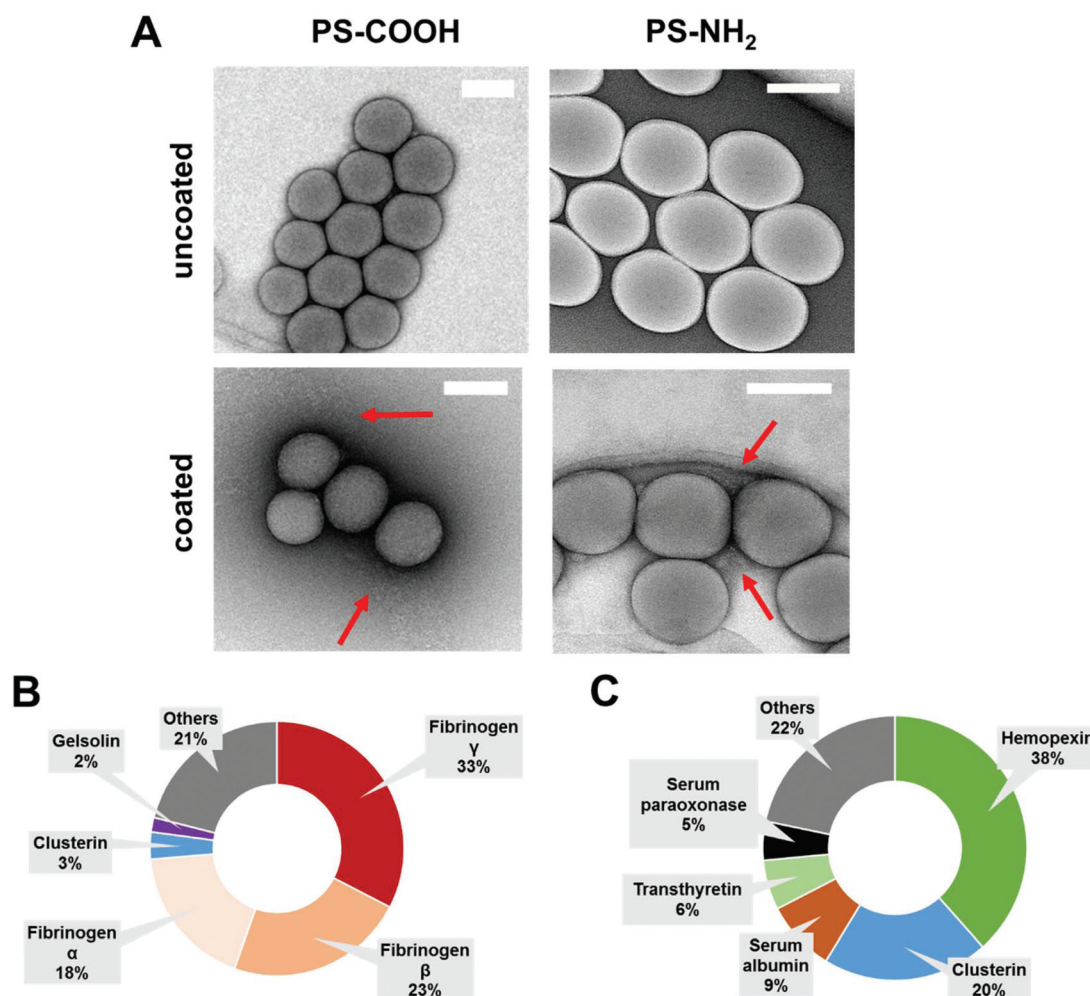 A
PS-COOH
PS-NH₂
uncoated
coated
B
Others
21%
Gelsolin
2%
Clusterin
3%
Fibrinogen
α
18%
Fibrinogen
γ
33%
Fibrinogen
β
23%
C
Others
22%
Serum
paraoxonase
5%
Transthyretin
6%
Serum
albumin
9%
Hemopexin
38%
Clusterin
20%